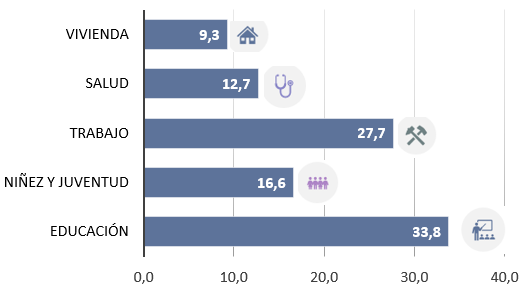 VIVIENDA 9,3
SALUD 12,7
TRABAJO 27,7
NIÑEZ Y JUVENTUD 16,6
EDUCACIÓN 33,8
0,0 10,0 20,0 30,0 40,0